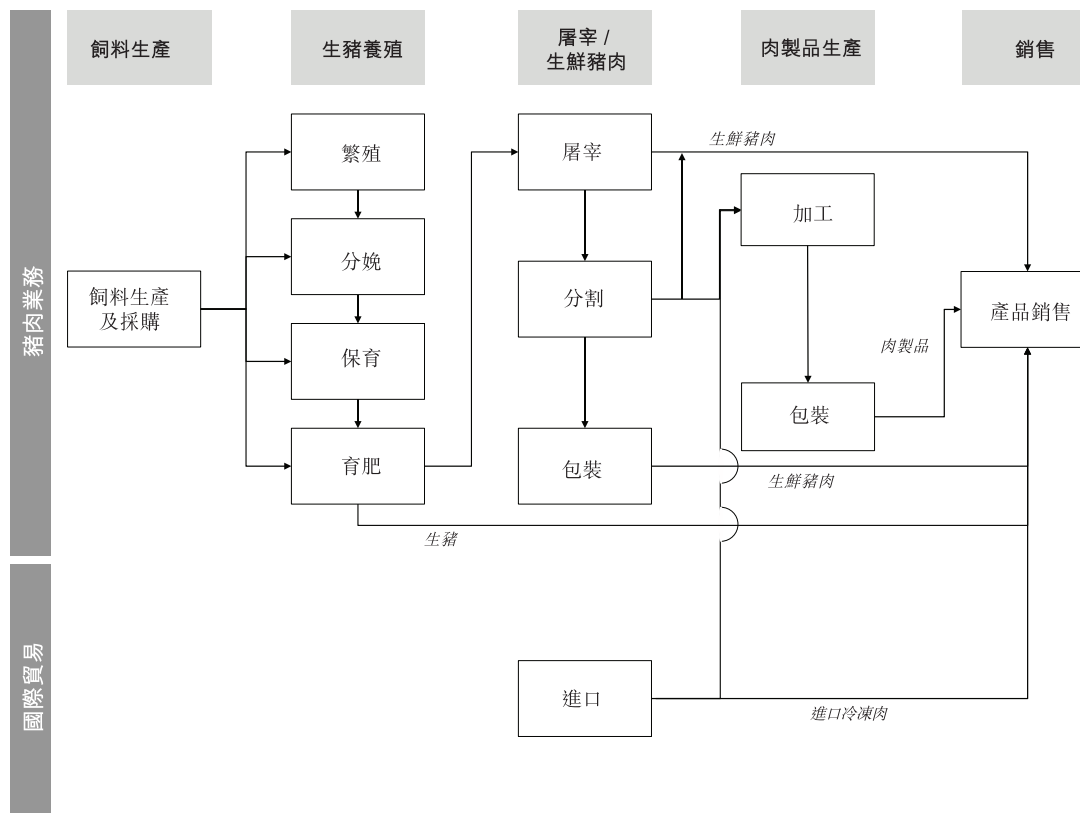 飼料生產
生豬養殖
屠宰 /
生鮮豬肉
肉製品生產
銷售
豬肉業務
繁殖
屠宰
生鮮豬肉
加工
分娩
分割
飼料生產
及採購
產品銷售
保育
肉製品
包裝
育肥
包裝
生鮮豬肉
生豬
國際貿易
進口
進口冷凍肉